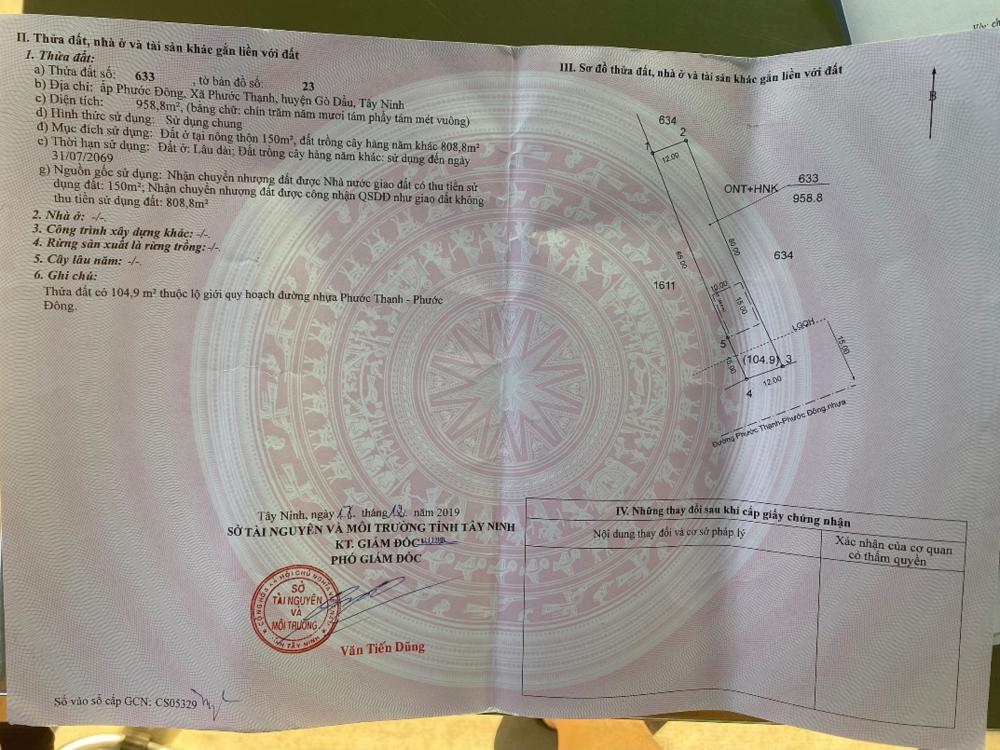 II. Thửa đất, nhà ở và tài sản khác gắn liền với đất
1. Thửa đất:
a) Thửa đất số: 633 , tờ bản đồ số: 23
b) Địa chỉ: ấp Phước Đông, Xã Phước Thạnh, huyện Gò Dầu, Tây Ninh
c) Diện tích: 958,8m², (bằng chữ: chín trăm năm mươi tám phẩy tám mét vuông)
d) Hình thức sử dụng: Sử dụng chung
đ) Mục đích sử dụng: Đất ở tại nông thôn 150m², đất trồng cây hàng năm khác 808,8m²
e) Thời hạn sử dụng: Đất ở: Lâu dài; Đất trồng cây hàng năm khác: sử dụng đến ngày
31/07/2069
g) Nguồn gốc sử dụng: Nhận chuyển nhượng đất được Nhà nước giao đất có thu tiền sử
dụng đất: 150m²; Nhận chuyển nhượng đất được công nhận QSDĐ như giao đất không
thu tiền sử dụng đất: 808,8m²
2. Nhà ở: -/-.
3. Công trình xây dựng khác: -/-.
4. Rừng sản xuất là rừng trồng: -/-.
5. Cây lâu năm: -/-.
6. Ghi chú:
Thửa đất có 104,9 m² thuộc lộ giới quy hoạch đường nhựa Phước Thạnh - Phước
Đông.
Tây Ninh, ngày 17 tháng 12 năm 2019
SỞ TÀI NGUYÊN VÀ MÔI TRƯỜNG TỈNH TÂY NINH
KT. GIÁM ĐỐC
PHÓ GIÁM ĐỐC
CỘNG HÒA XÃ HỘI CHỦ NGHĨA VIỆT NAM
SỞ
TÀI NGUYÊN
VÀ
MÔI TRƯỜNG
TỈNH TÂY NINH
Văn Tiến Dũng
Số vào sổ cấp GCN: CS05329
III. Sơ đồ thửa đất, nhà ở và tài sản khác gắn liền với đất
B
634
1
2
12.00
ONT+HNK
633
958.8
80.00
65.00
634
1611
10.00
15.00
LGQH
5
15.00
(104.9)
3
15.00
12.00
4
Đường Phước Thạnh-Phước Đông nhựa
IV. Những thay đổi sau khi cấp giấy chứng nhận
Nội dung thay đổi và cơ sở pháp lý
Xác nhận của cơ quan
có thẩm quyền